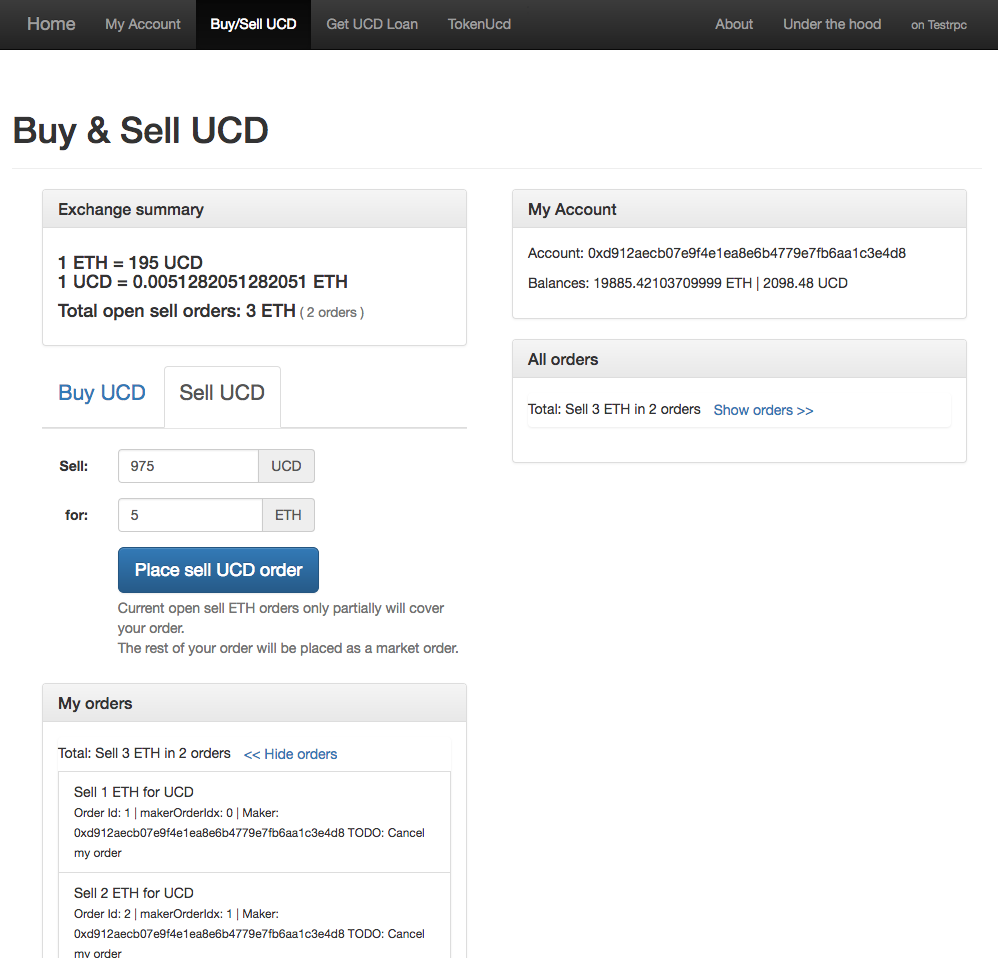 Home My Account Buy/Sell UCD Get UCD Loan TokenUcd About Under the hood on Testrpc
Buy & Sell UCD
Exchange summary
1 ETH = 195 UCD
1 UCD = 0.0051282051282051 ETH
Total open sell orders: 3 ETH ( 2 orders )
Buy UCD Sell UCD
Sell: 975 UCD
for: 5 ETH
Place sell UCD order
Current open sell ETH orders only partially will cover
your order.
The rest of your order will be placed as a market order.
My orders
Total: Sell 3 ETH in 2 orders << Hide orders
Sell 1 ETH for UCD
Order Id: 1 | makerOrderIdx: 0 | Maker:
0xd912aecb07e9f4e1ea8e6b4779e7fb6aa1c3e4d8 TODO: Cancel
my order
Sell 2 ETH for UCD
Order Id: 2 | makerOrderIdx: 1 | Maker:
0xd912aecb07e9f4e1ea8e6b4779e7fb6aa1c3e4d8 TODO: Cancel
my order
My Account
Account: 0xd912aecb07e9f4e1ea8e6b4779e7fb6aa1c3e4d8
Balances: 19885.42103709999 ETH | 2098.48 UCD
All orders
Total: Sell 3 ETH in 2 orders Show orders >>